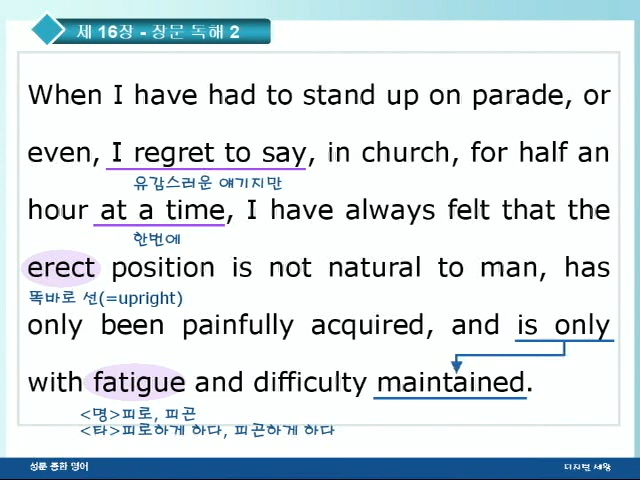 제 16장 - 장문 독해 2
When I have had to stand up on parade, or
even, I regret to say, in church, for half an
유감스러운 얘기지만
hour at a time, I have always felt that the
한번에
erect position is not natural to man, has
똑바로 선(=upright)
only been painfully acquired, and is only
with fatigue and difficulty maintained.
<명>피로, 피곤
<타>피로하게 하다, 피곤하게 하다
성문 종합 영어
디지털 세왕